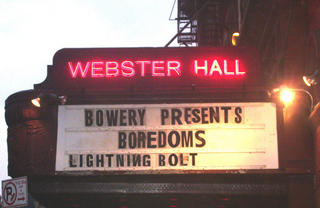 WEBSTER HALL
BOWERY PRESENTS
BOREDOMS
LIGHTNING BOLT